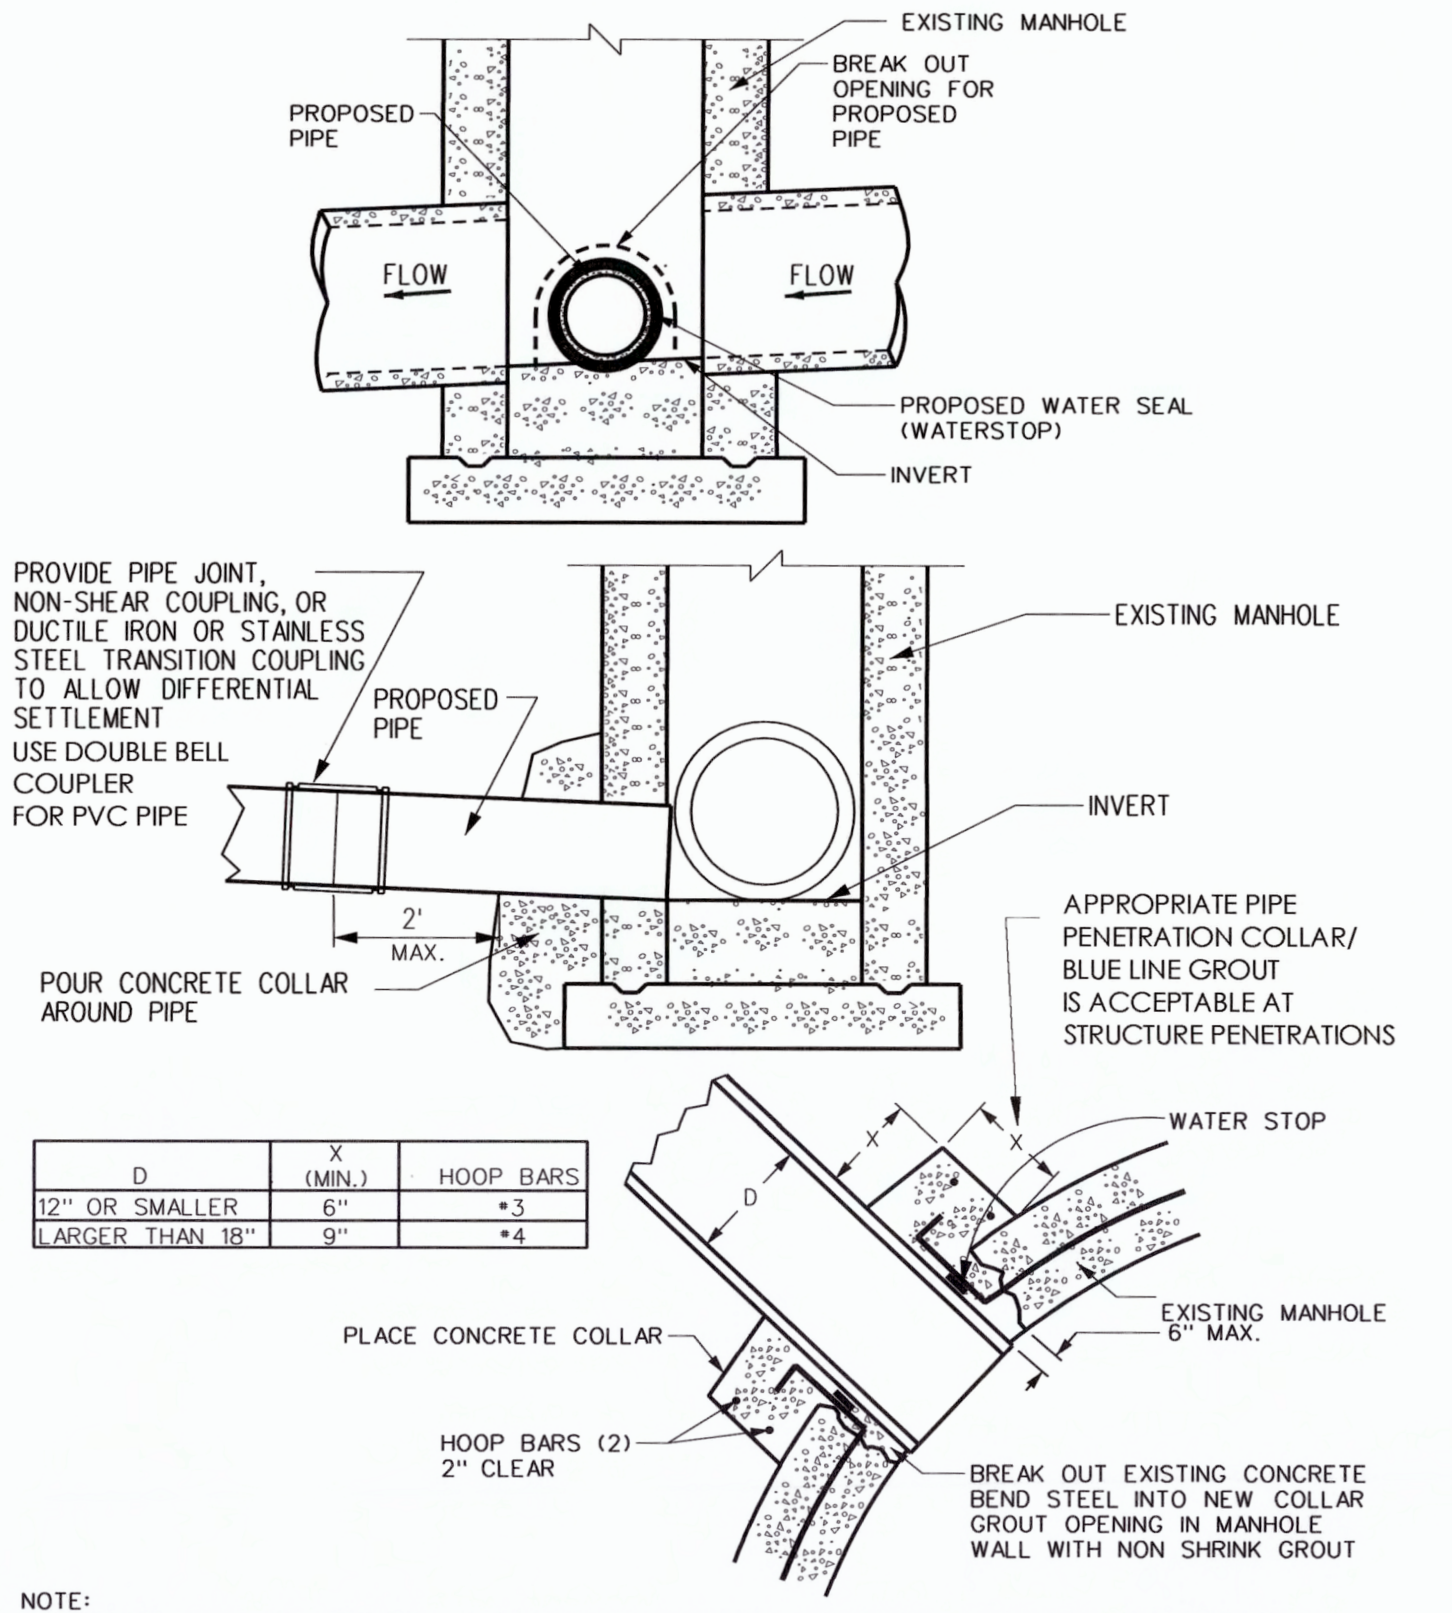 EXISTING MANHOLE
BREAK OUT
OPENING FOR
PROPOSED
PIPE
PROPOSED
PIPE
FLOW
FLOW
PROPOSED WATER SEAL
(WATERSTOP)
INVERT
PROVIDE PIPE JOINT,
NON-SHEAR COUPLING, OR
DUCTILE IRON OR STAINLESS
STEEL TRANSITION COUPLING
TO ALLOW DIFFERENTIAL
SETTLEMENT
USE DOUBLE BELL
COUPLER
FOR PVC PIPE
PROPOSED
PIPE
EXISTING MANHOLE
INVERT
2'
MAX.
POUR CONCRETE COLLAR
AROUND PIPE
APPROPRIATE PIPE
PENETRATION COLLAR/
BLUE LINE GROUT
IS ACCEPTABLE AT
STRUCTURE PENETRATIONS
D X (MIN.) HOOP BARS
12" OR SMALLER 6" #3
LARGER THAN 18" 9" #4
X
X
D
WATER STOP
EXISTING MANHOLE
6" MAX.
PLACE CONCRETE COLLAR
HOOP BARS (2)
2" CLEAR
BREAK OUT EXISTING CONCRETE
BEND STEEL INTO NEW COLLAR
GROUT OPENING IN MANHOLE
WALL WITH NON SHRINK GROUT
NOTE: